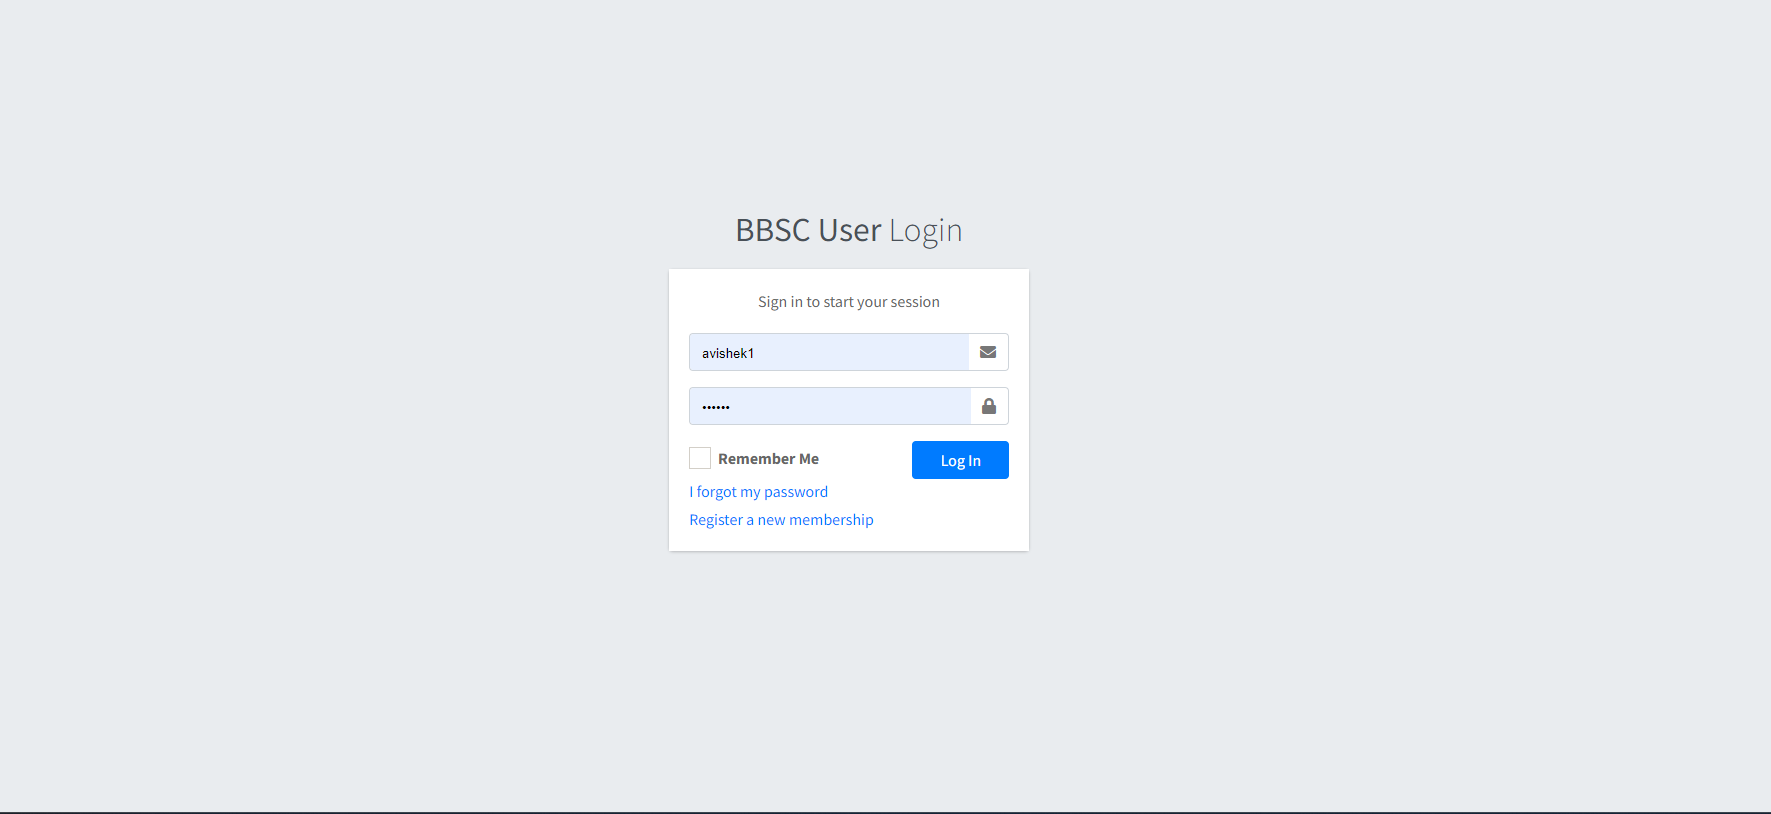 BBSC User Login
Sign in to start your session
avishek1
••••••
Remember Me
Log In
I forgot my password
Register a new membership